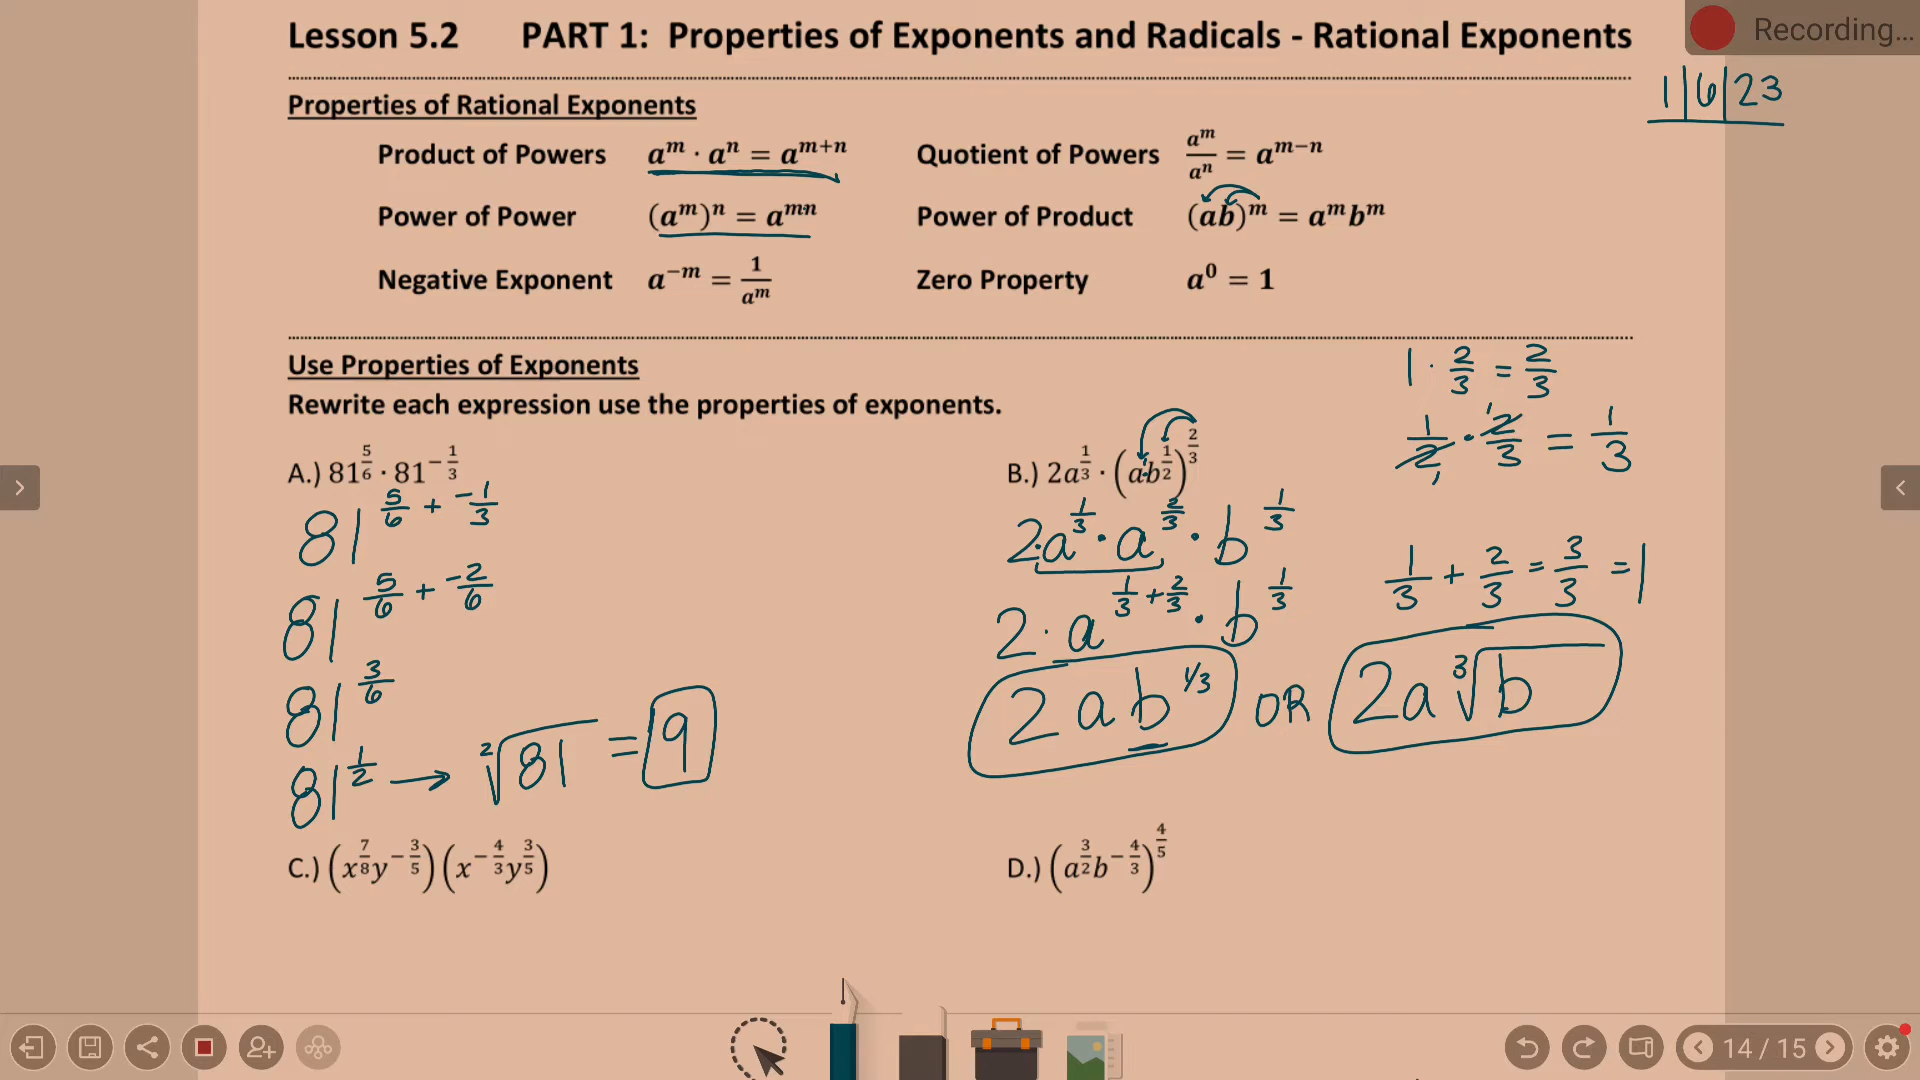 Lesson 5.2 PART 1: Properties of Exponents and Radicals - Rational Exponents
Recording...
1|6|23
Properties of Rational Exponents
Product of Powers a^m · a^n = a^{m+n} Quotient of Powers a^m/a^n = a^{m−n}
Power of Power (a^m)^n = a^{mn} Power of Product (ab)^m = a^m b^m
Negative Exponent a^{−m} = 1/a^m Zero Property a^0 = 1
Use Properties of Exponents
Rewrite each expression use the properties of exponents.
A.) 81^{5/6} · 81^{−1/3}
81^{5/6 + −1/3}
81^{5/6 + −2/6}
81^{3/6}
81^{1/2} → ²√81 = 9
B.) 2a^{1/3} · (ab^{1/2})^{2/3}
1 · 2/3 = 2/3
1/2 · 2/3 = 1/3
2·a^{1/3} · a^{2/3} · b^{1/3}
1/3 + 2/3 = 3/3 = 1
2 · a^{1/3 + 2/3} · b^{1/3}
2ab^{1/3} OR 2a ³√b
C.) (x^{7/8}y^{−3/5})(x^{−4/3}y^{3/5})
D.) (a^{3/2}b^{−4/3})^{4/5}
14 / 15